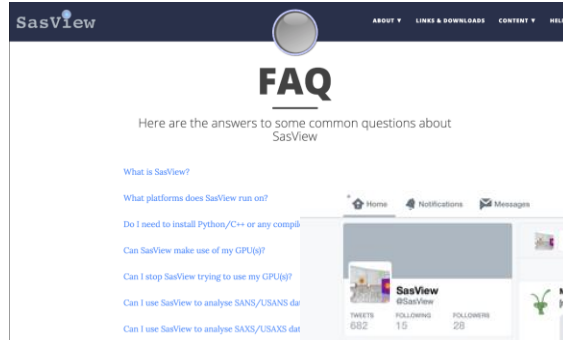 SasView
ABOUT ▼ LINKS & DOWNLOADS CONTENT ▼ HEL
FAQ
Here are the answers to some common questions about
SasView
What is SasView?
What platforms does SasView run on?
Do I need to install Python/C++ or any compil
Can SasView make use of my GPU(s)?
Can I stop SasView trying to use my GPU(s)?
Can I use SasView to analyse SANS/USANS dat
Can I use SasView to analyse SAXS/USAXS dat
Home Notifications Messages
SasView
@SasView
TWEETS FOLLOWING FOLLOWERS
682 15 28